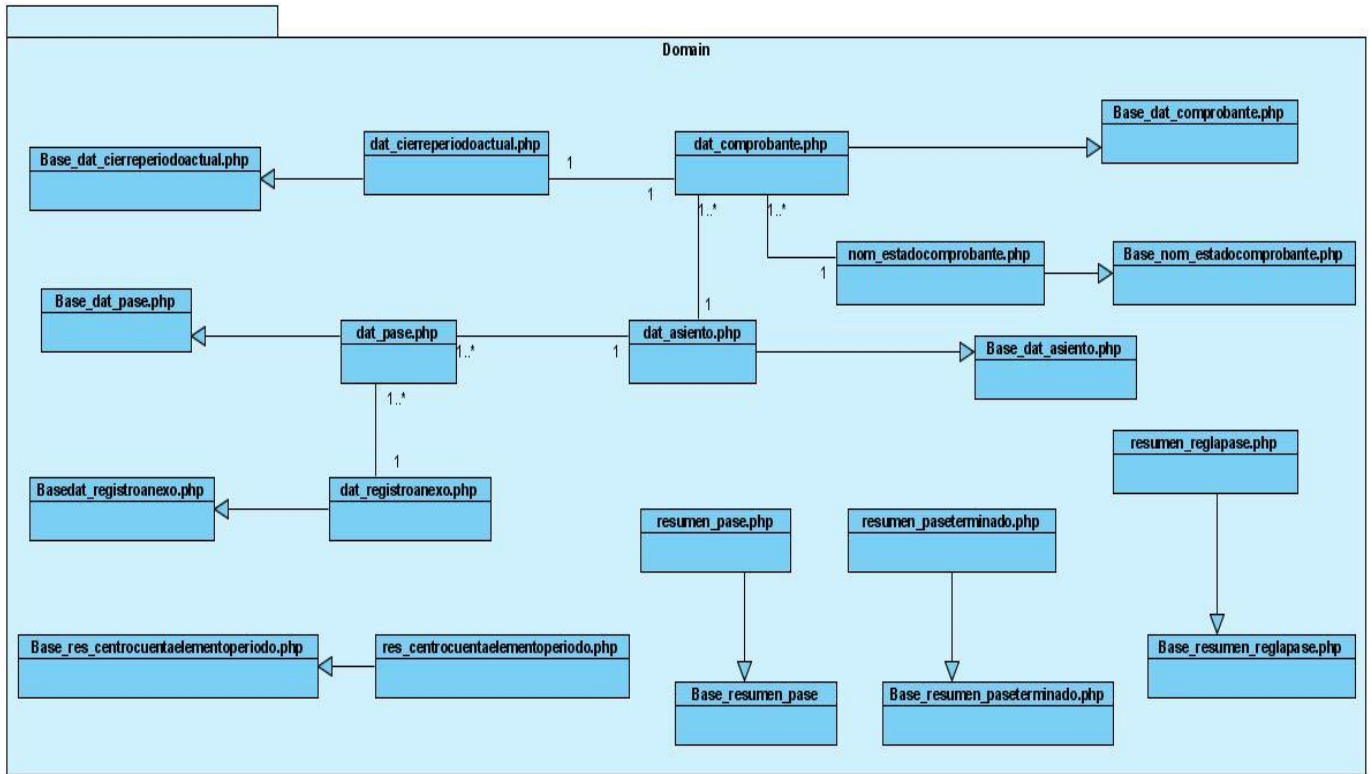 Domain
Base_dat_comprobante.php
dat_cierreperiodoactual.php
dat_comprobante.php
Base_dat_cierreperiodoactual.php
1
1
1..*
1..*
nom_estadocomprobante.php
Base_nom_estadocomprobante.php
1
Base_dat_pase.php
1
dat_pase.php
dat_asiento.php
1..*
1
Base_dat_asiento.php
1..*
resumen_reglapase.php
1
Basedat_registroanexo.php
dat_registroanexo.php
resumen_pase.php
resumen_paseterminado.php
Base_res_centrocuentaelementoperiodo.php
res_centrocuentaelementoperiodo.php
Base_resumen_reglapase.php
Base_resumen_pase
Base_resumen_paseterminado.php